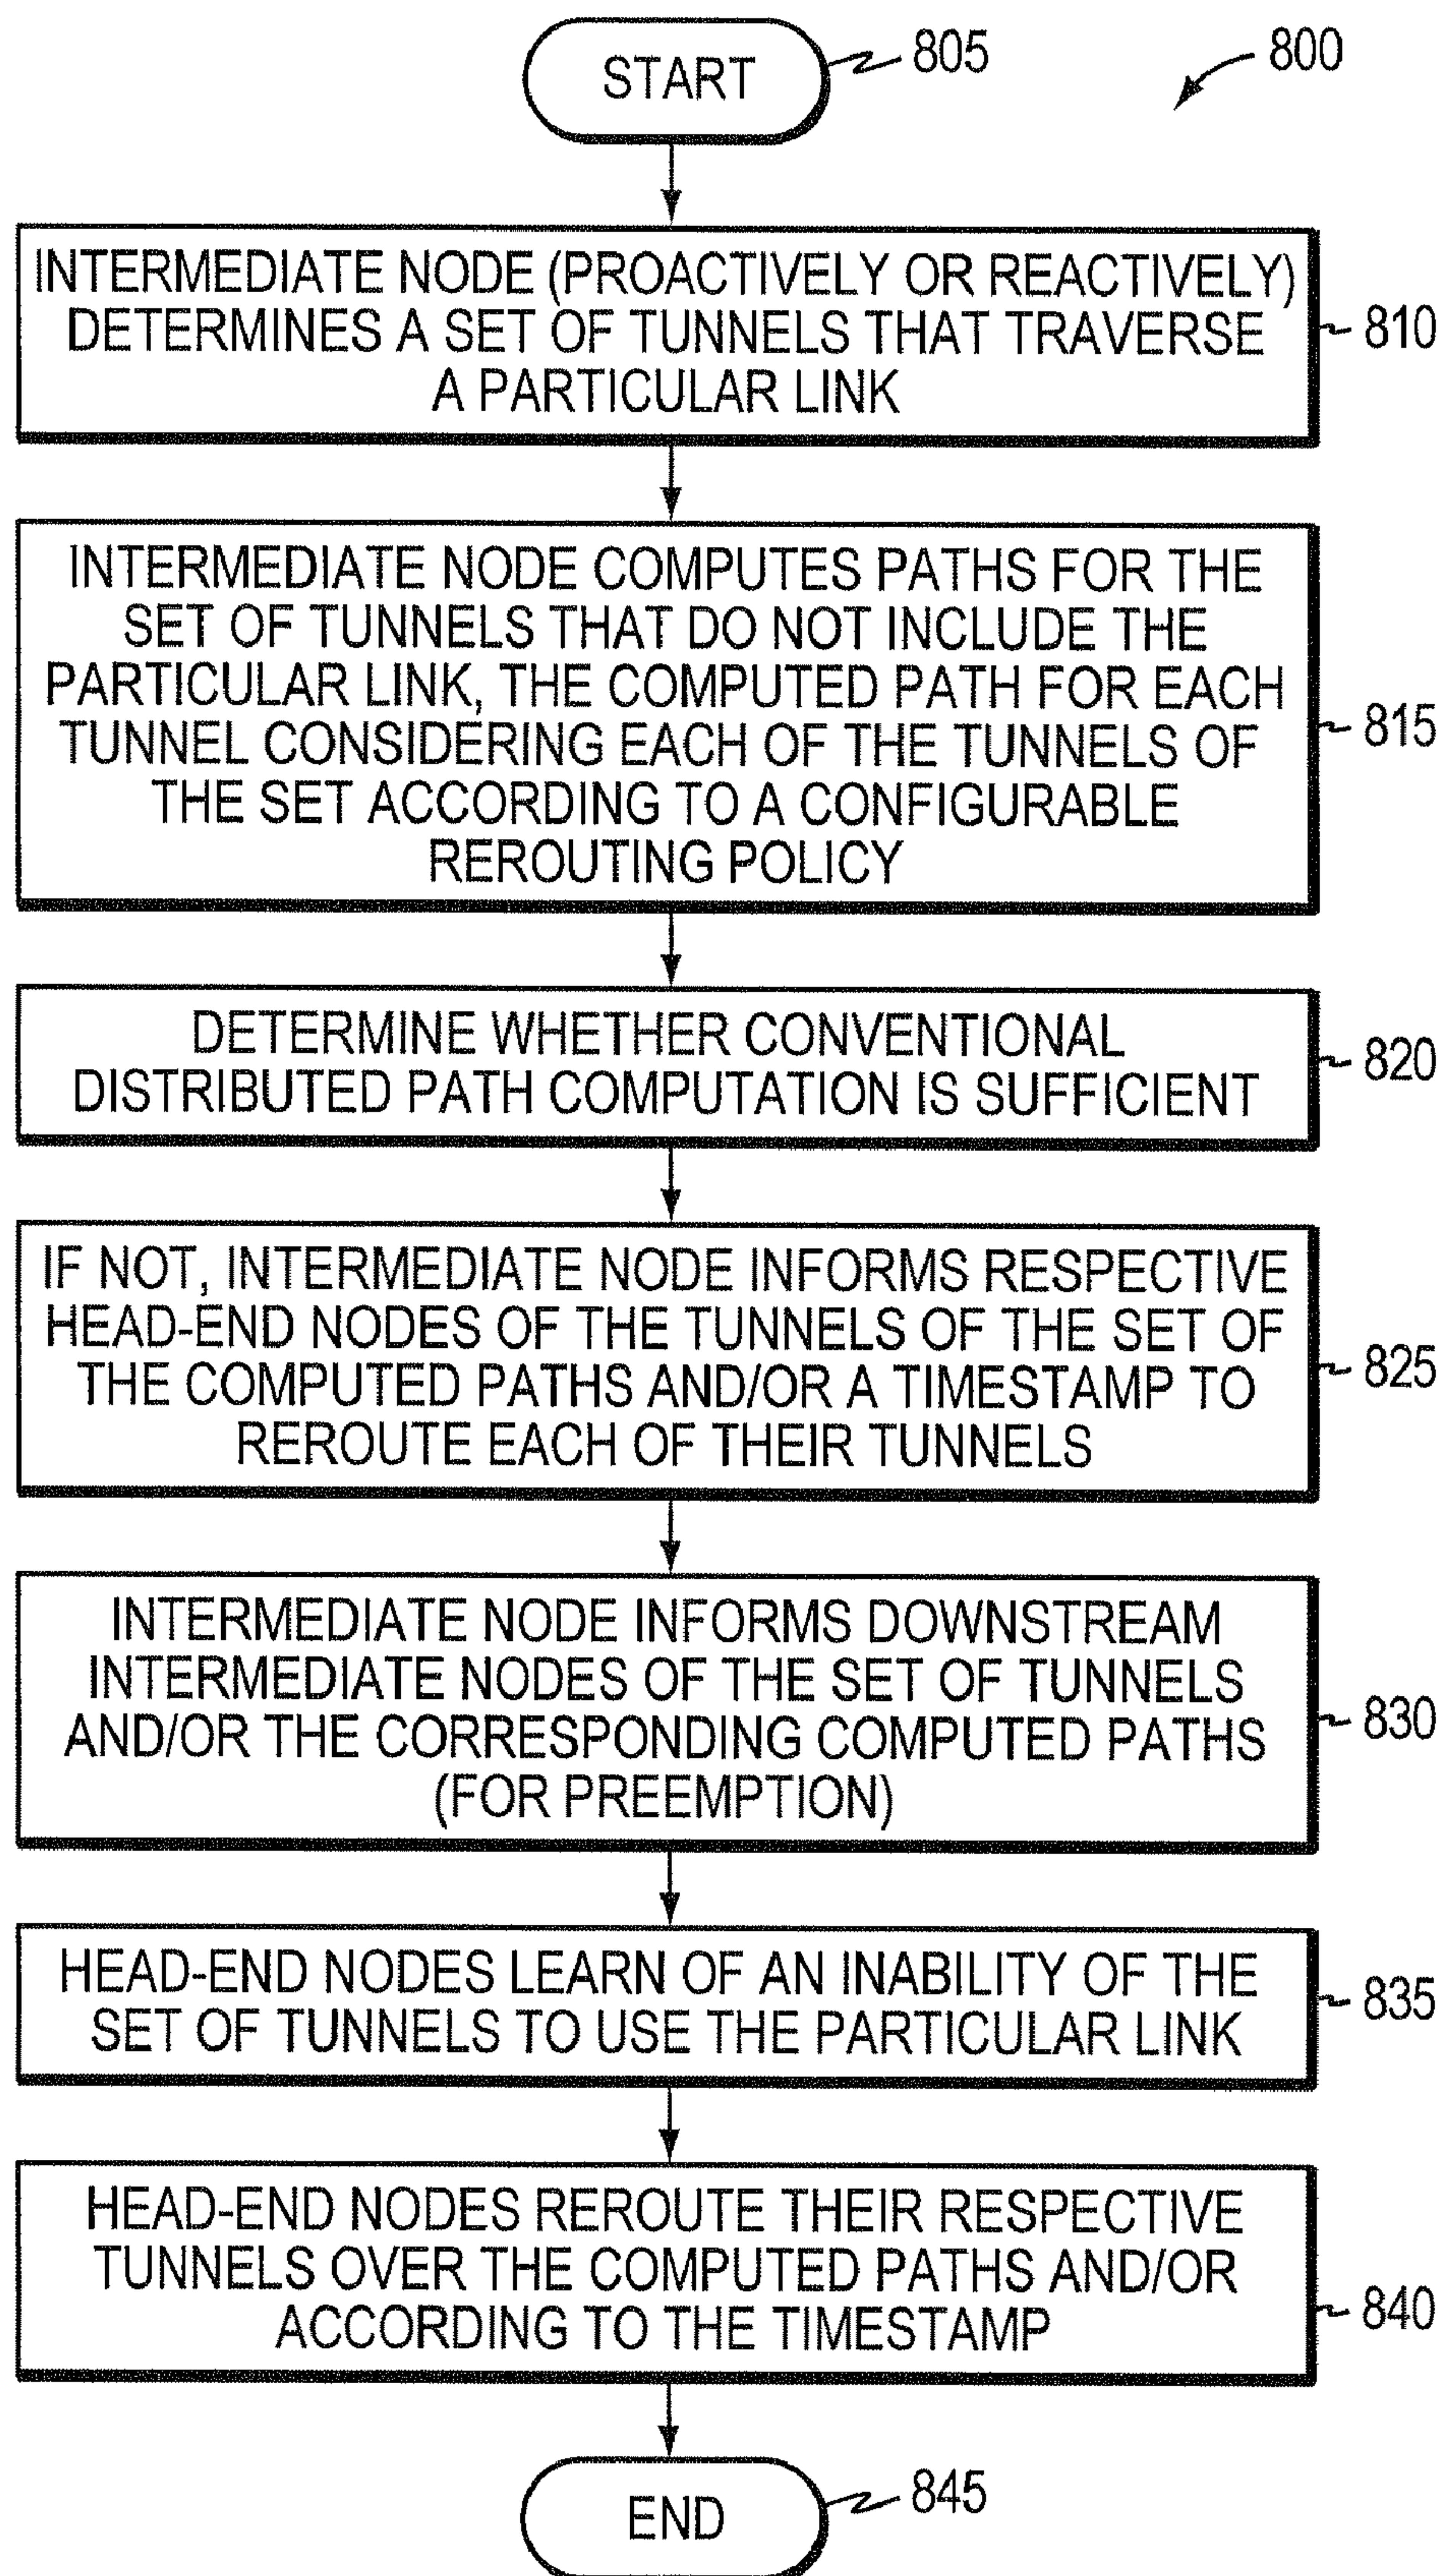 START
805
800
INTERMEDIATE NODE (PROACTIVELY OR REACTIVELY)
DETERMINES A SET OF TUNNELS THAT TRAVERSE
A PARTICULAR LINK
810
INTERMEDIATE NODE COMPUTES PATHS FOR THE
SET OF TUNNELS THAT DO NOT INCLUDE THE
PARTICULAR LINK, THE COMPUTED PATH FOR EACH
TUNNEL CONSIDERING EACH OF THE TUNNELS OF
THE SET ACCORDING TO A CONFIGURABLE
REROUTING POLICY
815
DETERMINE WHETHER CONVENTIONAL
DISTRIBUTED PATH COMPUTATION IS SUFFICIENT
820
IF NOT, INTERMEDIATE NODE INFORMS RESPECTIVE
HEAD-END NODES OF THE TUNNELS OF THE SET OF
THE COMPUTED PATHS AND/OR A TIMESTAMP TO
REROUTE EACH OF THEIR TUNNELS
825
INTERMEDIATE NODE INFORMS DOWNSTREAM
INTERMEDIATE NODES OF THE SET OF TUNNELS
AND/OR THE CORRESPONDING COMPUTED PATHS
(FOR PREEMPTION)
830
HEAD-END NODES LEARN OF AN INABILITY OF THE
SET OF TUNNELS TO USE THE PARTICULAR LINK
835
HEAD-END NODES REROUTE THEIR RESPECTIVE
TUNNELS OVER THE COMPUTED PATHS AND/OR
ACCORDING TO THE TIMESTAMP
840
END
845